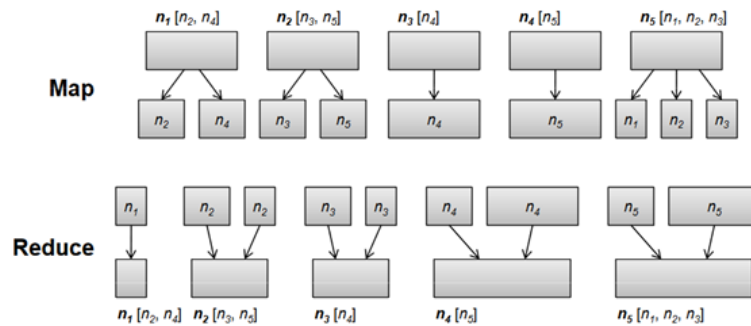 n1 [n2, n4] n2 [n3, n5] n3 [n4] n4 [n5] n5 [n1, n2, n3]
Map
n2 n4 n3 n5 n4 n5 n1 n2 n3
n1 n2 n2 n3 n3 n4 n4 n5 n5
Reduce
n1 [n2, n4] n2 [n3, n5] n3 [n4] n4 [n5] n5 [n1, n2, n3]